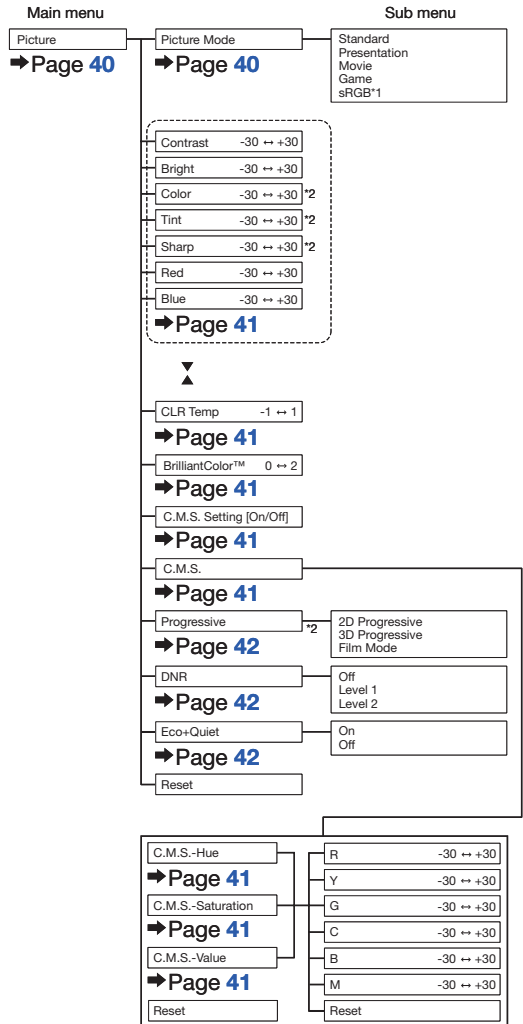 Main menu
Sub menu
Picture
➡Page 40
Picture Mode
➡Page 40
Standard
Presentation
Movie
Game
sRGB*1
Contrast -30 ↔ +30
Bright -30 ↔ +30
Color -30 ↔ +30 *2
Tint -30 ↔ +30 *2
Sharp -30 ↔ +30 *2
Red -30 ↔ +30
Blue -30 ↔ +30
➡Page 41
CLR Temp -1 ↔ 1
➡Page 41
BrilliantColor™ 0 ↔ 2
➡Page 41
C.M.S. Setting [On/Off]
➡Page 41
C.M.S.
➡Page 41
Progressive *2
➡Page 42
2D Progressive
3D Progressive
Film Mode
DNR
➡Page 42
Off
Level 1
Level 2
Eco+Quiet
➡Page 42
On
Off
Reset
C.M.S.-Hue
➡Page 41
C.M.S.-Saturation
➡Page 41
C.M.S.-Value
➡Page 41
Reset
R -30 ↔ +30
Y -30 ↔ +30
G -30 ↔ +30
C -30 ↔ +30
B -30 ↔ +30
M -30 ↔ +30
Reset